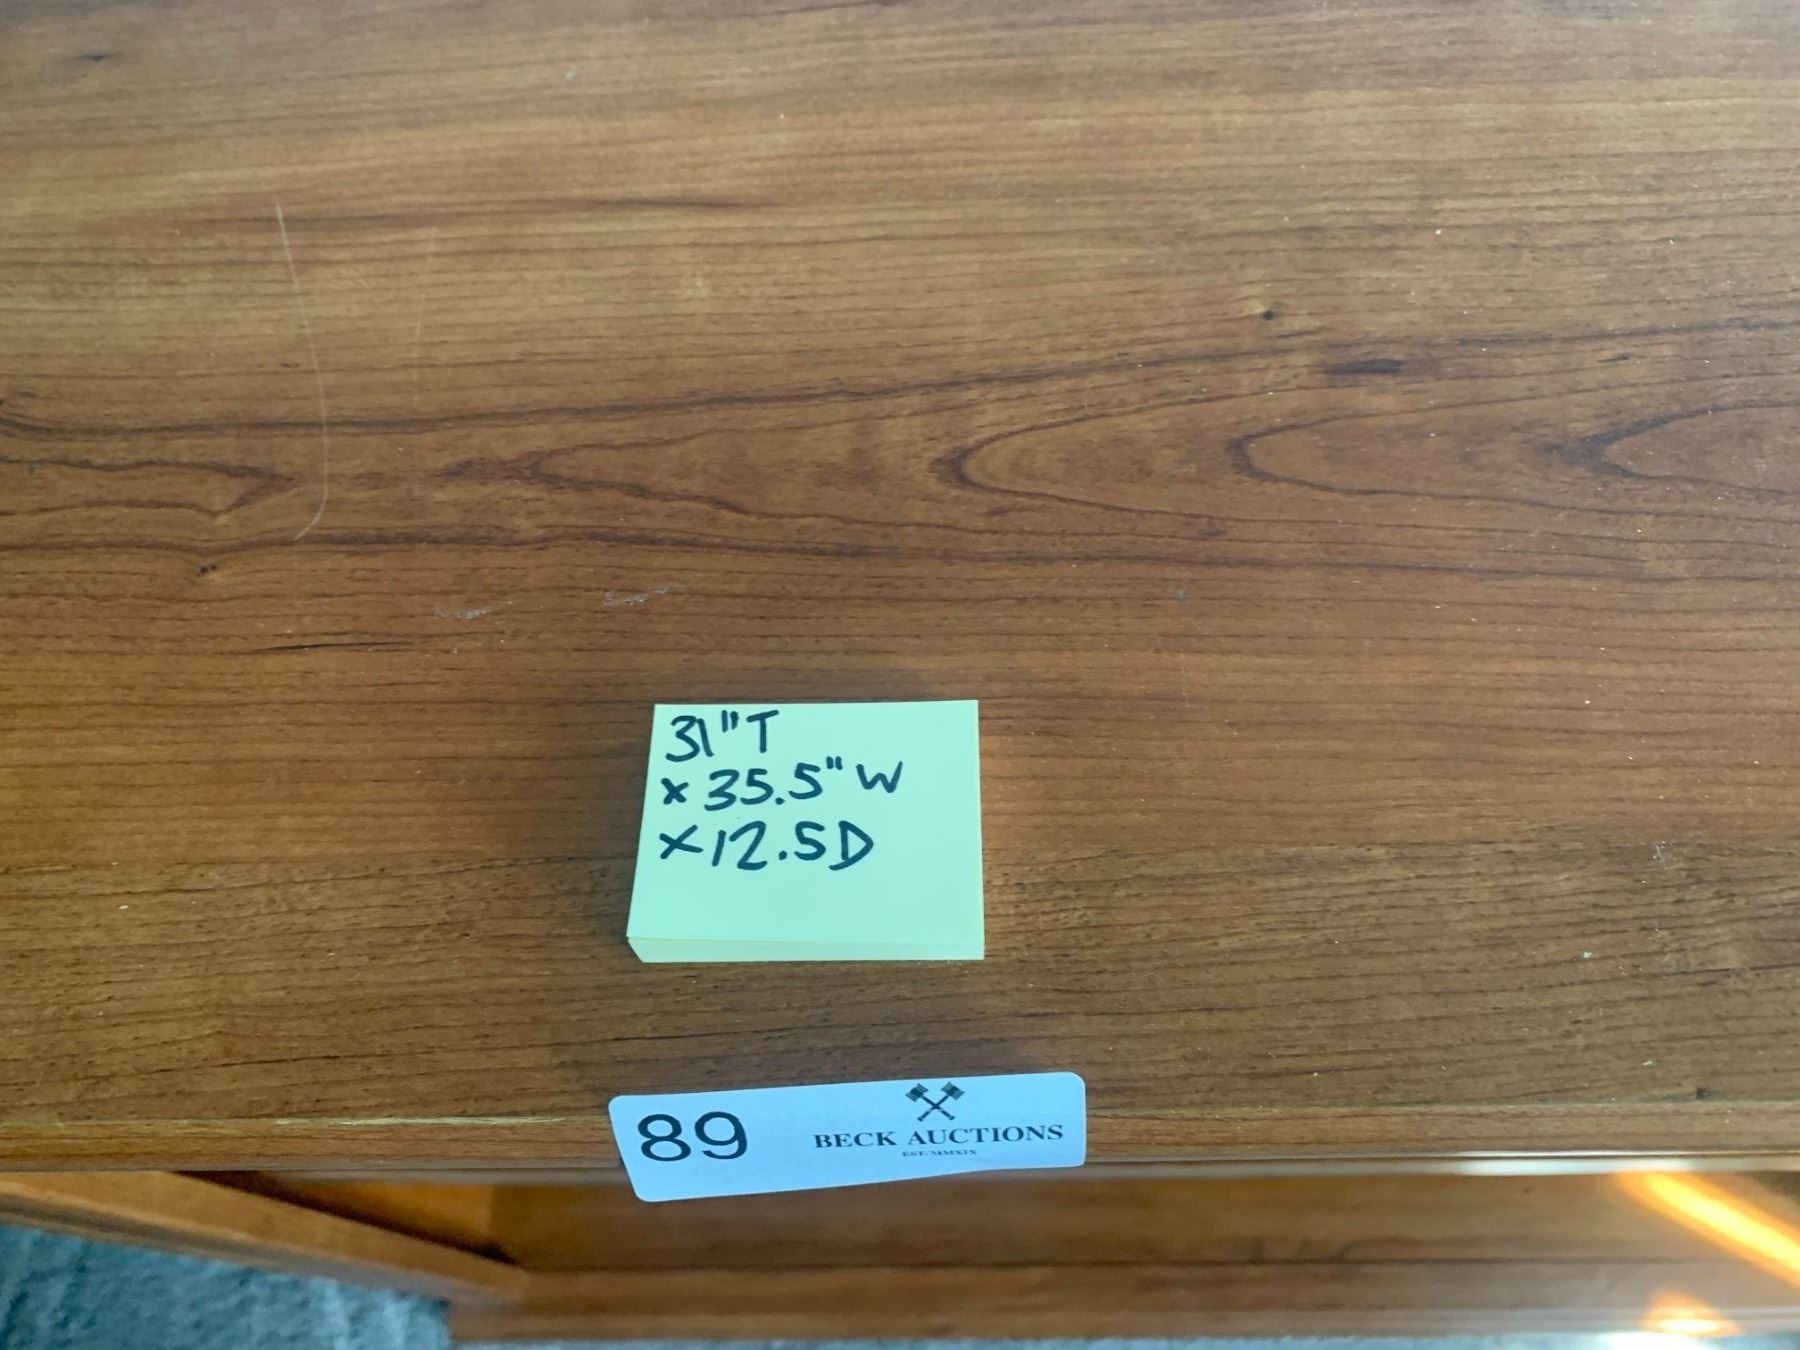 31"T
x 35.5" W
x 12.5D
89
BECK AUCTIONS
EST. MMXIX